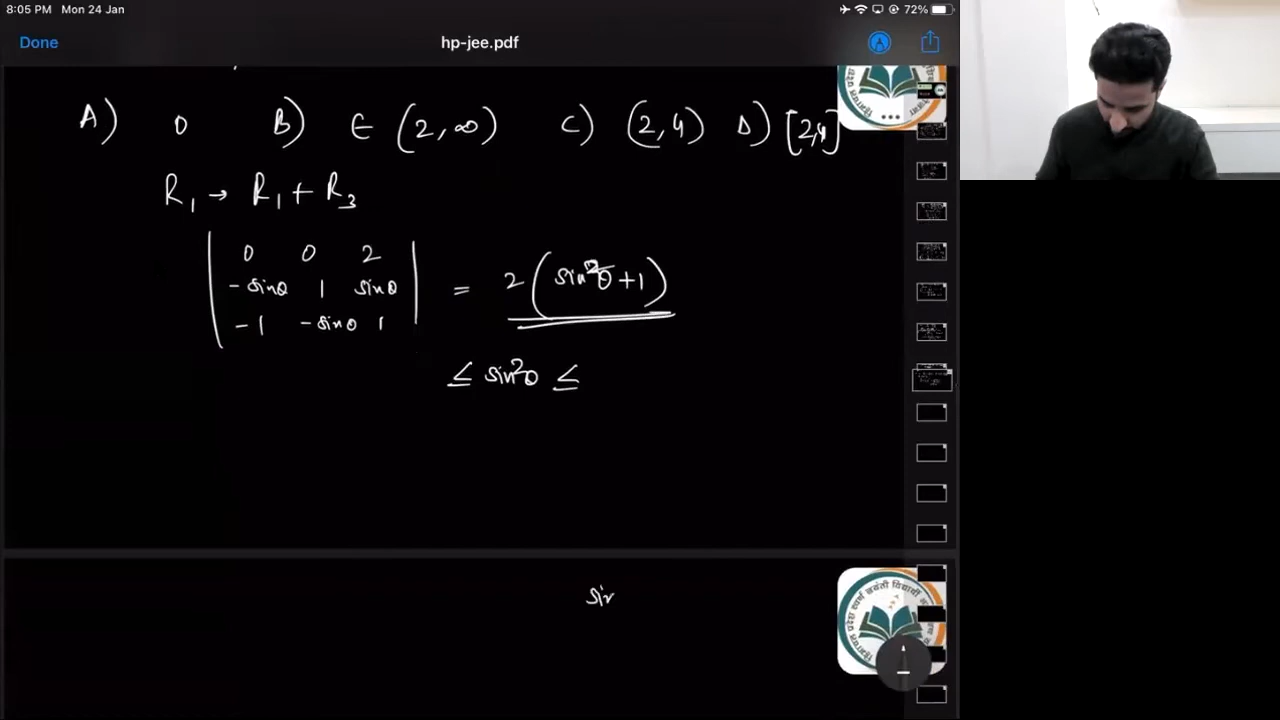 8:05 PM Mon 24 Jan
72%
Done
hp-jee.pdf
A) 0 B) ∈ (2, ∞) C) (2, 4) D) [2,4]
R₁ → R₁ + R₃
| 0 0 2 |
| -sinθ 1 sinθ | = 2(sin²θ + 1)
| -1 -sinθ 1 |
≤ sin²θ ≤
sin